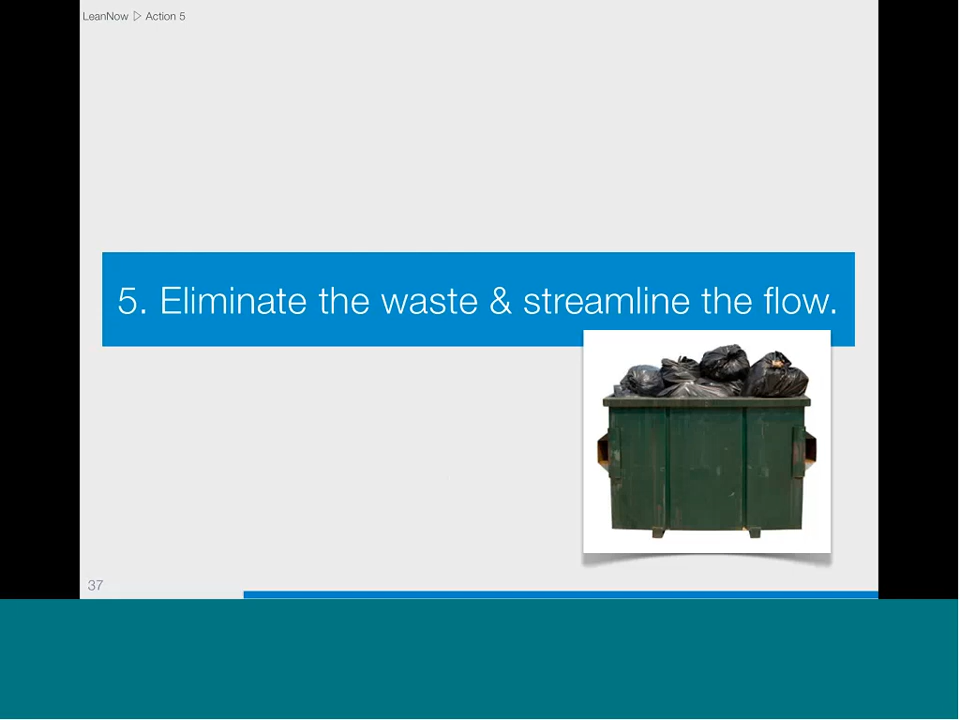 LeanNow ▷ Action 5
5. Eliminate the waste & streamline the flow.
37